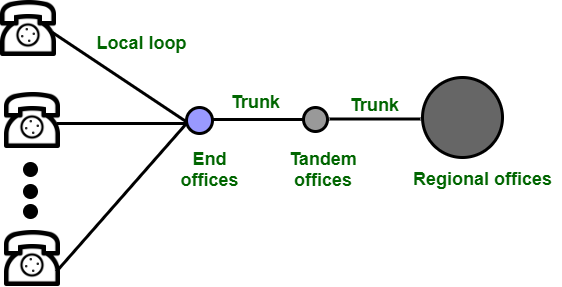 Local loop
Trunk
Trunk
End
offices
Tandem
offices
Regional offices